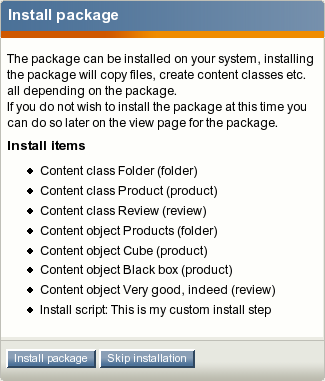 Install package
The package can be installed on your system, installing
the package will copy files, create content classes etc.
all depending on the package.
If you do not wish to install the package at this time you
can do so later on the view page for the package.
Install items
Content class Folder (folder)
Content class Product (product)
Content class Review (review)
Content object Products (folder)
Content object Cube (product)
Content object Black box (product)
Content object Very good, indeed (review)
Install script: This is my custom install step
Install package Skip installation